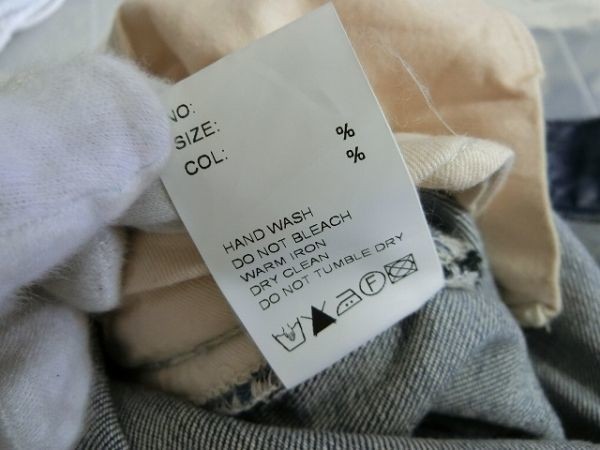 NO:
SIZE: %
COL: %
HAND WASH
DO NOT BLEACH
WARM IRON
DRY CLEAN
DO NOT TUMBLE DRY
F